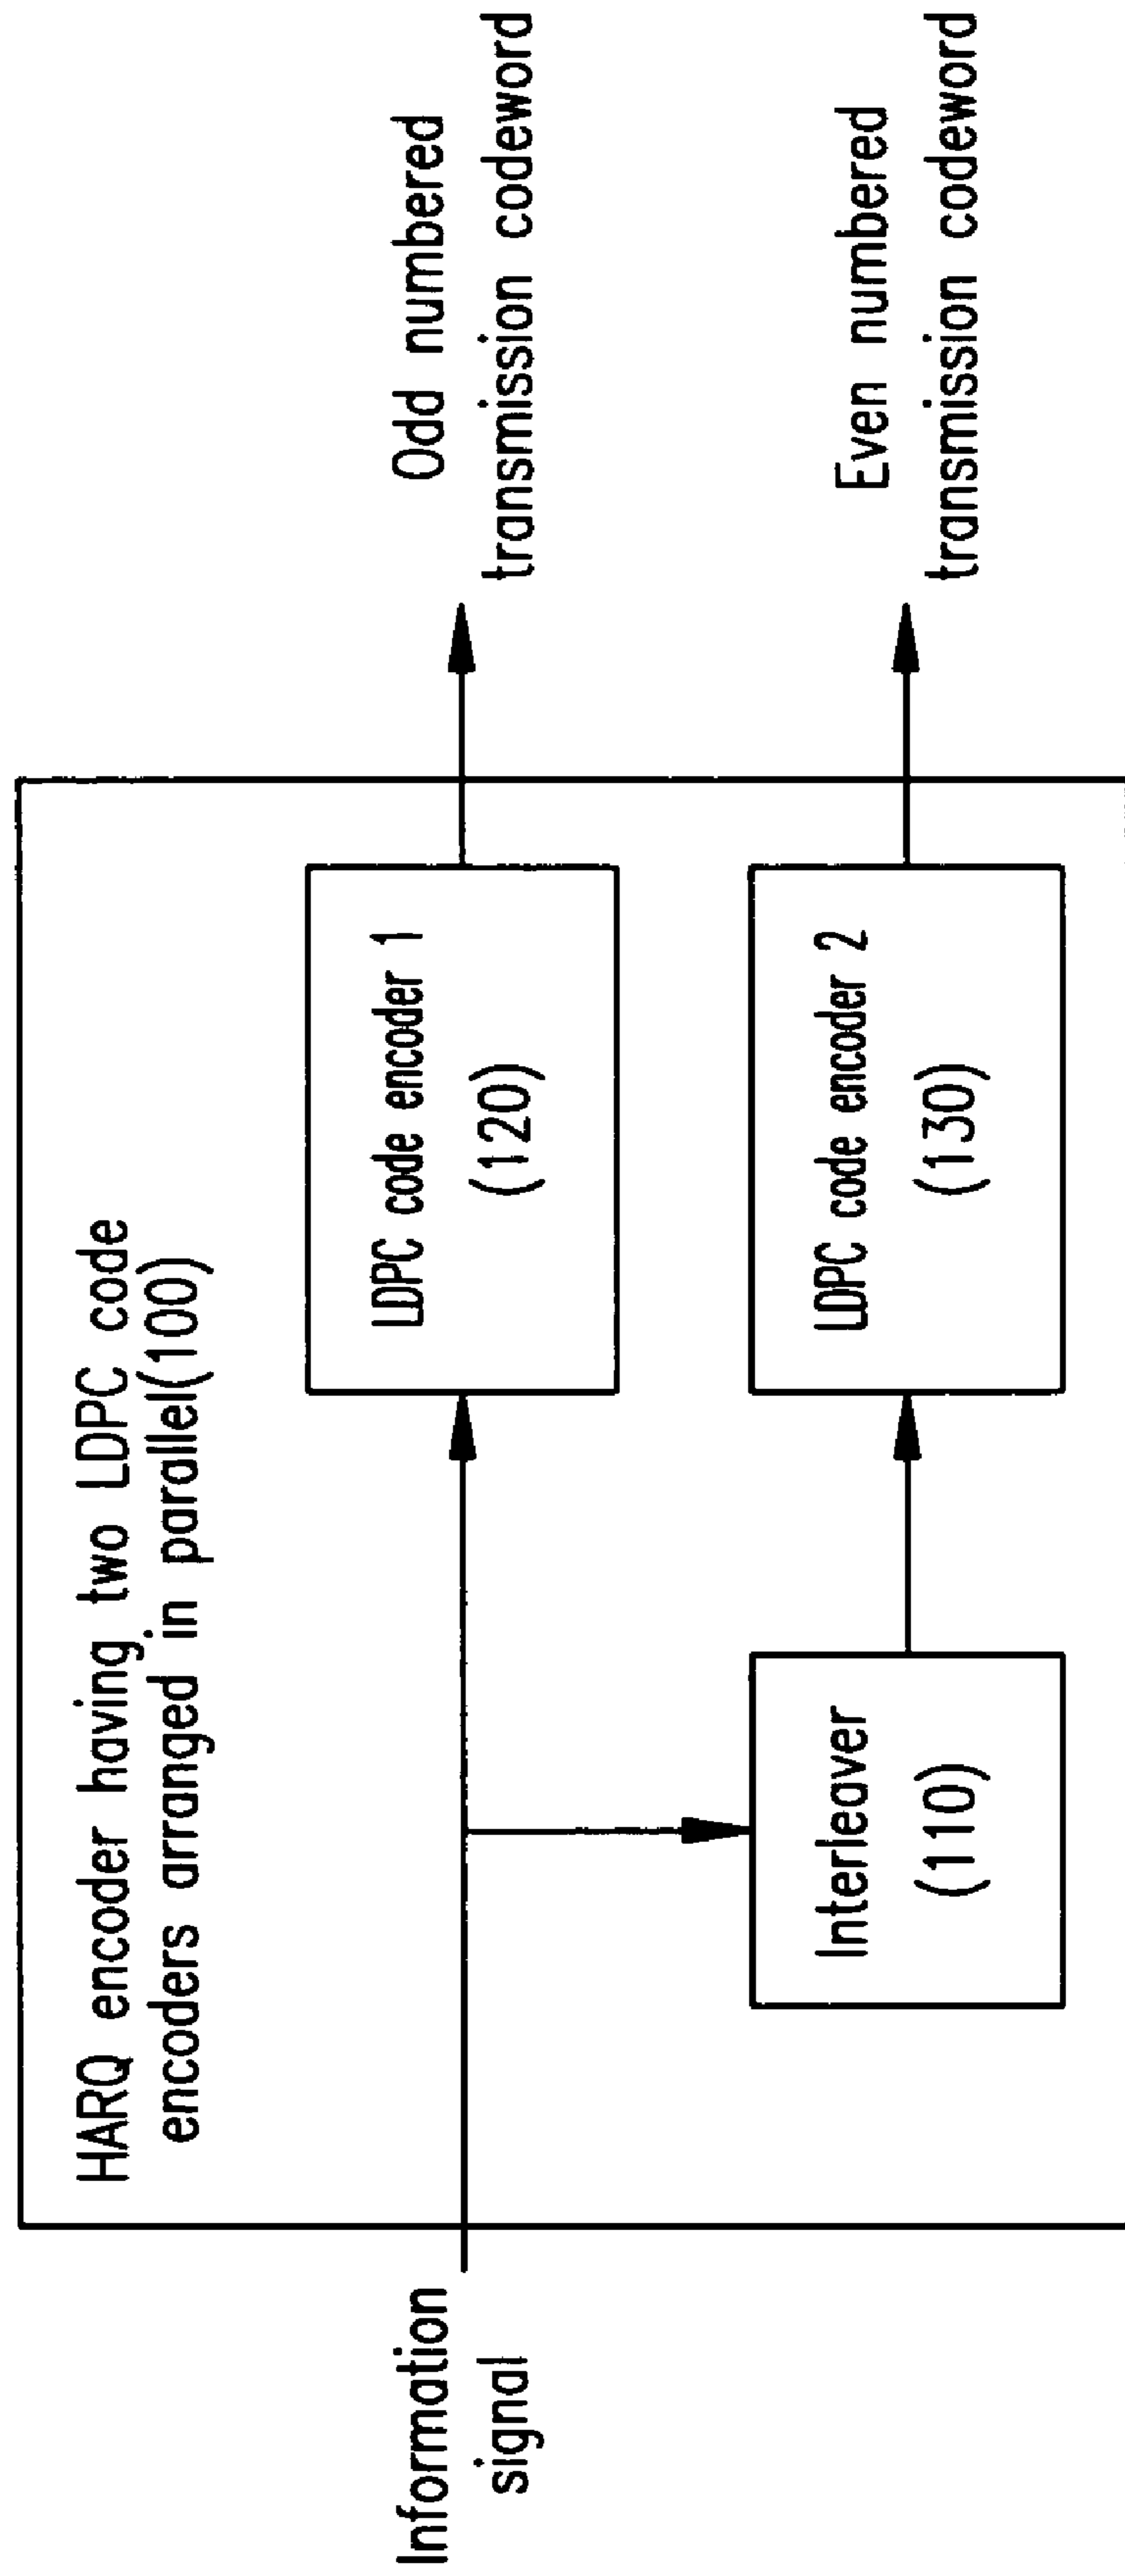 HARQ encoder having two LDPC code
encoders arranged in parallel(100)
Information
signal
LDPC code encoder 1
(120)
Odd numbered
transmission codeword
Interleaver
(110)
LDPC code encoder 2
(130)
Even numbered
transmission codeword